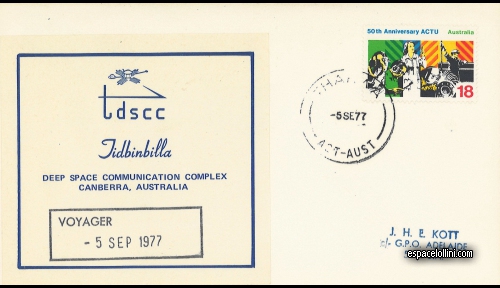 50th Anniversary ACTU Australia
18
-5SE77
ACT-AUST
tdscc
Tidbinbilla
DEEP SPACE COMMUNICATION COMPLEX
CANBERRA, AUSTRALIA
VOYAGER
- 5 SEP 1977
J. H. E. KOTT
c/- G.P.O. ADELAIDE
espacelollini.com